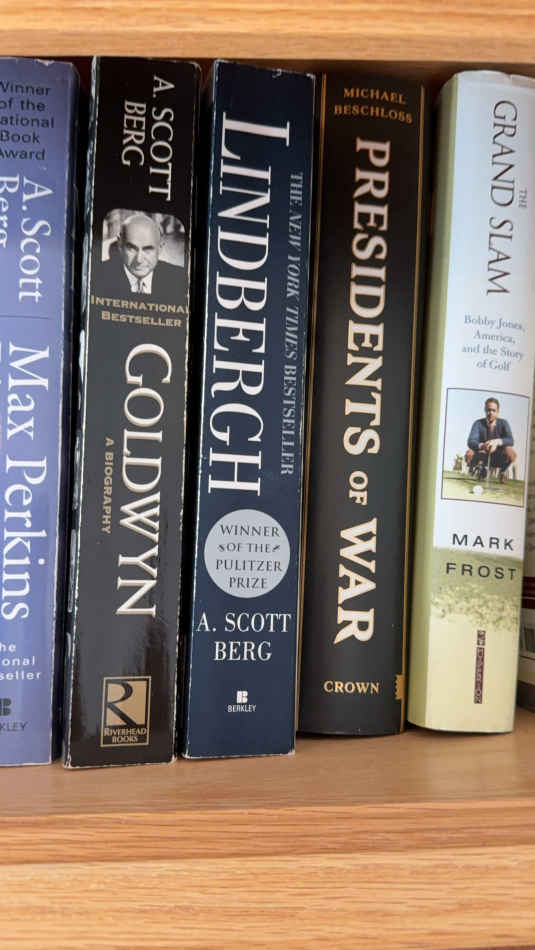 Winner
of the
ational
Book
Award
A. Scott
Berg
Max Perkins
he
onal
seller
KLEY
A. SCOTT
BERG
INTERNATIONAL
BESTSELLER
GOLDWYN
A BIOGRAPHY
R
RIVERHEAD
BOOKS
THE NEW YORK TIMES BESTSELLER
LINDBERGH
WINNER
OF THE
PULITZER
PRIZE
A. SCOTT
BERG
B
BERKLEY
MICHAEL
BESCHLOSS
PRESIDENTS OF WAR
CROWN
THE
GRAND SLAM
Bobby Jones,
America,
and the Story
of Golf
MARK
FROST